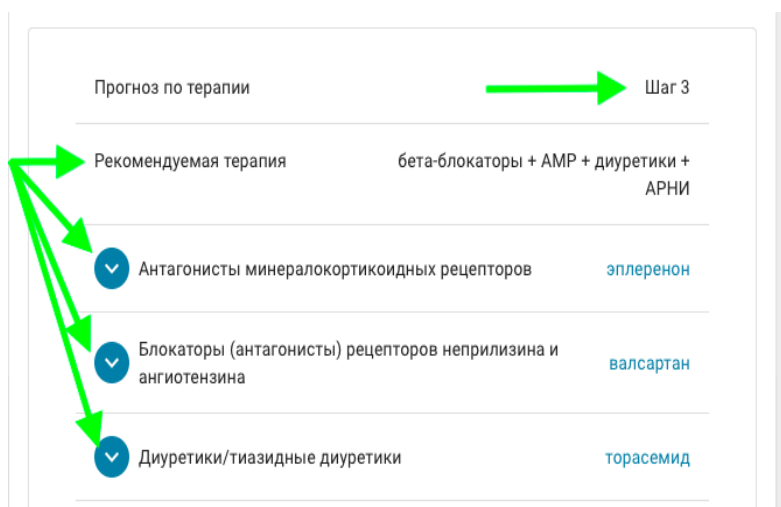 Прогноз по терапии Шаг 3
Рекомендуемая терапия бета-блокаторы + АМР + диуретики +
АРНИ
Антагонисты минералокортикоидных рецепторов эплеренон
Блокаторы (антагонисты) рецепторов неприлизина и
ангиотензина валсартан
Диуретики/тиазидные диуретики торасемид